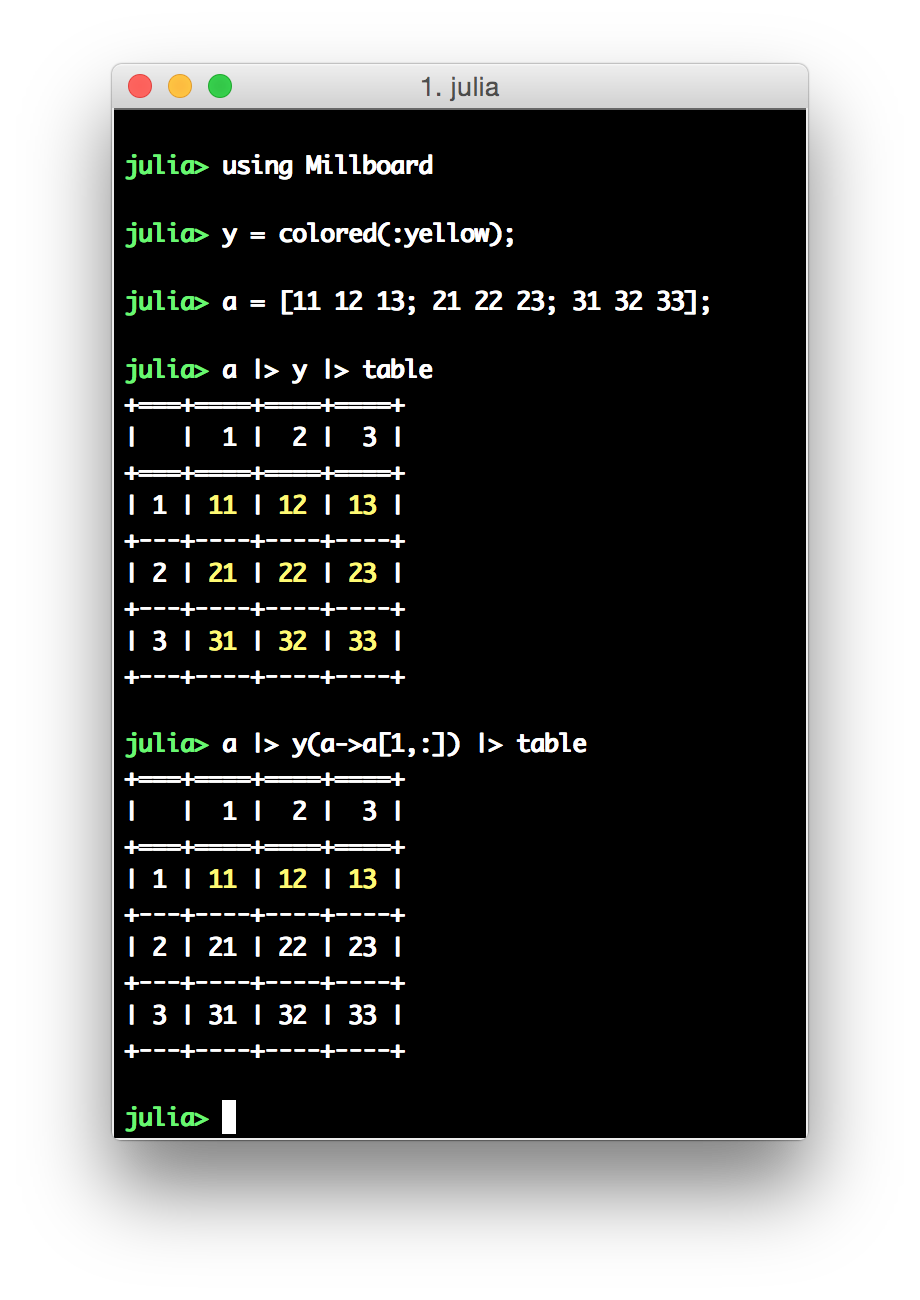 1. julia
julia> using Millboard
julia> y = colored(:yellow);
julia> a = [11 12 13; 21 22 23; 31 32 33];
julia> a |> y |> table
+===+====+====+====+
|   |  1 |  2 |  3 |
+===+====+====+====+
| 1 | 11 | 12 | 13 |
+---+----+----+----+
| 2 | 21 | 22 | 23 |
+---+----+----+----+
| 3 | 31 | 32 | 33 |
+---+----+----+----+
julia> a |> y(a->a[1,:]) |> table
+===+====+====+====+
|   |  1 |  2 |  3 |
+===+====+====+====+
| 1 | 11 | 12 | 13 |
+---+----+----+----+
| 2 | 21 | 22 | 23 |
+---+----+----+----+
| 3 | 31 | 32 | 33 |
+---+----+----+----+
julia>